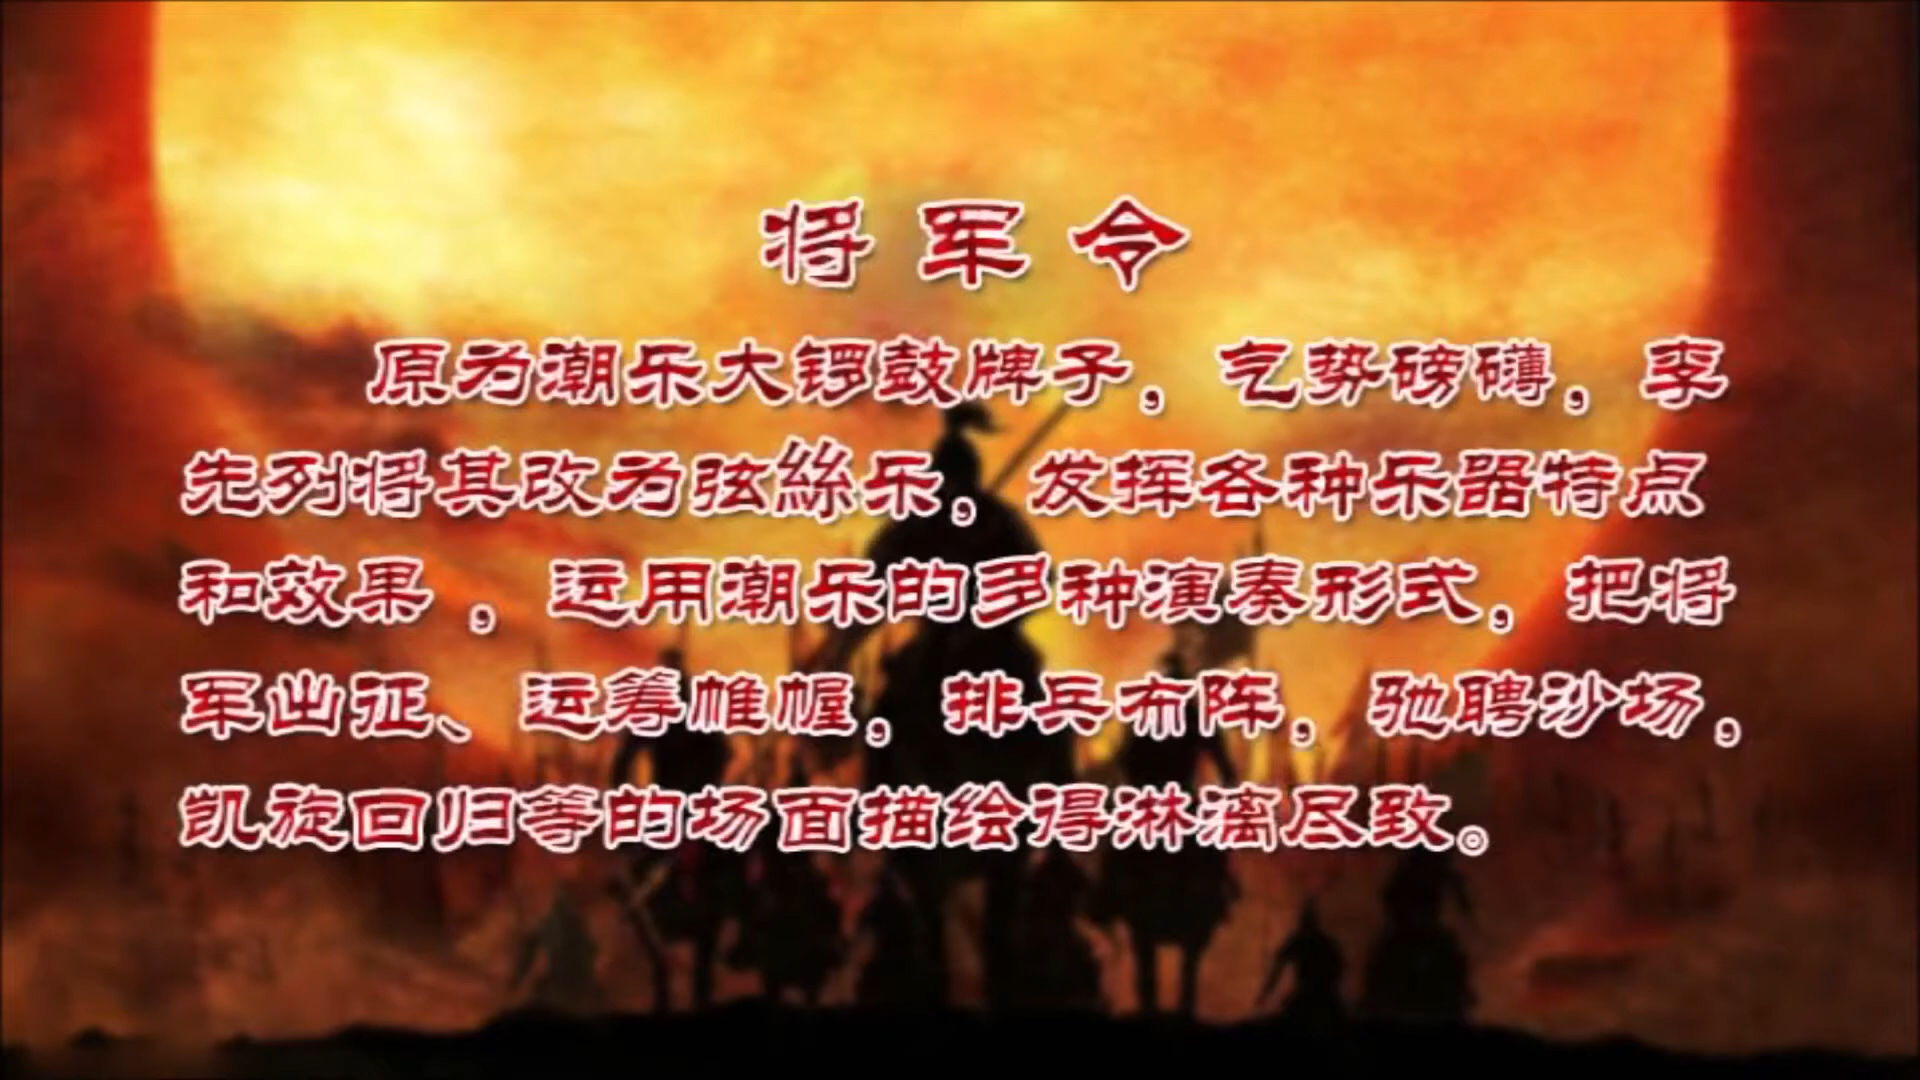 将军令
原为潮乐大锣鼓牌子，气势磅礴，李
先列将其改为弦絲乐，发挥各种乐器特点
和效果，运用潮乐的多种演奏形式，把将
军出征、运筹帷幄，排兵布阵，驰聘沙场，
凯旋回归等的场面描绘得淋漓尽致。